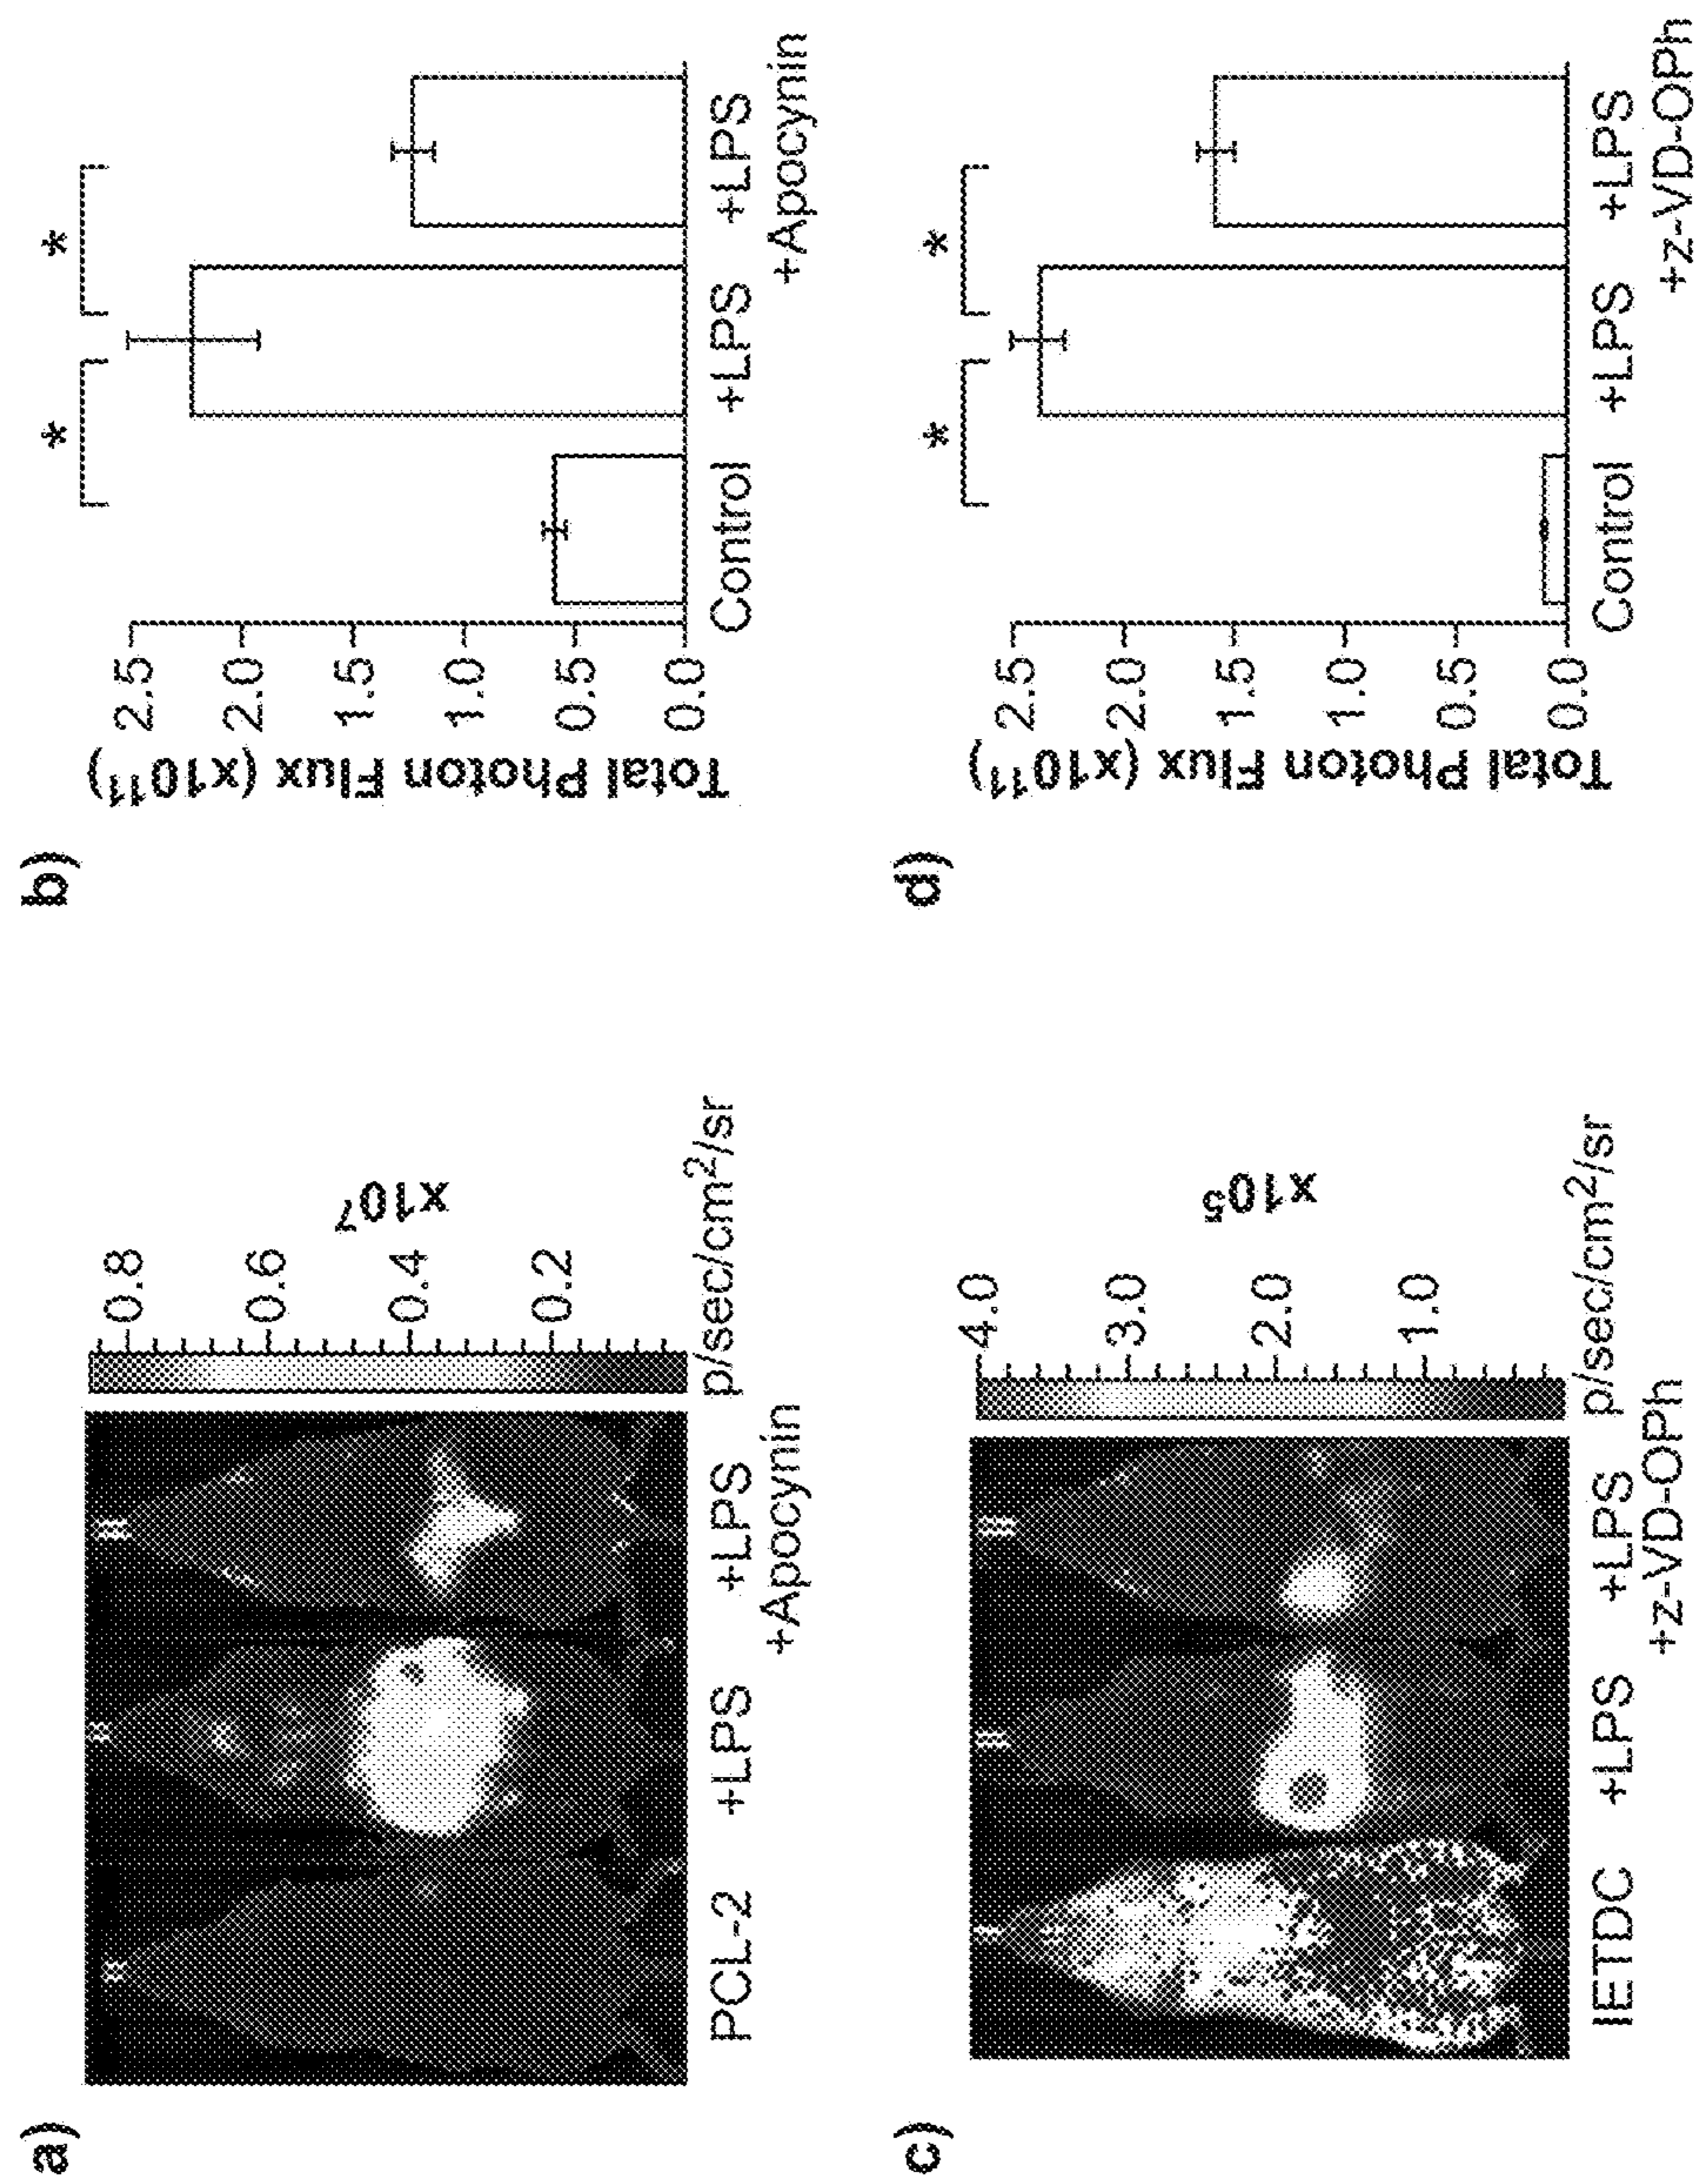 a)
0.8
0.6
0.4
0.2
x10⁷
p/sec/cm²/sr
PCL-2 +LPS +LPS
+Apocynin
b)
Total Photon Flux (x10¹¹)
2.5
2.0
1.5
1.0
0.5
0.0
* *
Control +LPS +LPS
+Apocynin
c)
4.0
3.0
2.0
1.0
x10⁵
p/sec/cm²/sr
IETDC +LPS +LPS
+z-VD-OPh
d)
Total Photon Flux (x10¹¹)
2.5
2.0
1.5
1.0
0.5
0.0
* *
Control +LPS +LPS
+z-VD-OPh